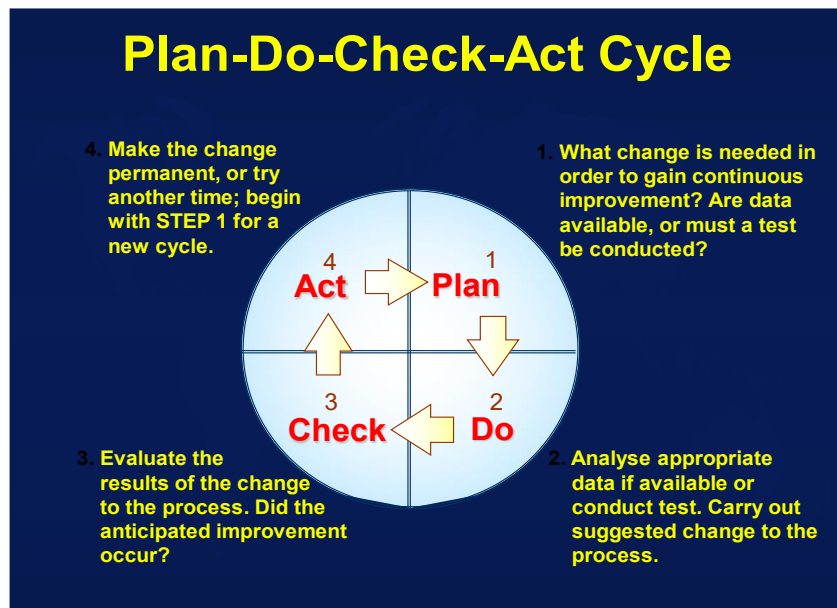 Plan-Do-Check-Act Cycle
4. Make the change
permanent, or try
another time; begin
with STEP 1 for a
new cycle.
1. What change is needed in
order to gain continuous
improvement? Are data
available, or must a test
be conducted?
4
Act
1
Plan
3
Check
2
Do
3. Evaluate the
results of the change
to the process. Did the
anticipated improvement
occur?
2. Analyse appropriate
data if available or
conduct test. Carry out
suggested change to the
process.